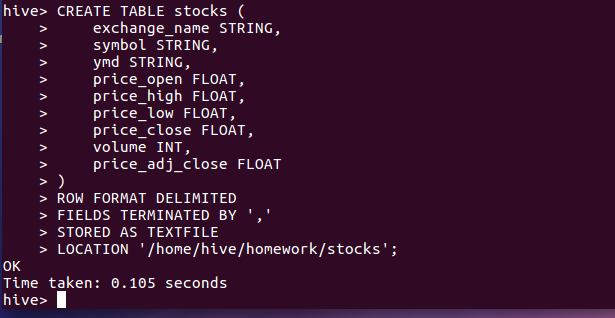 hive> CREATE TABLE stocks (
    >     exchange_name STRING,
    >     symbol STRING,
    >     ymd STRING,
    >     price_open FLOAT,
    >     price_high FLOAT,
    >     price_low FLOAT,
    >     price_close FLOAT,
    >     volume INT,
    >     price_adj_close FLOAT
    > )
    > ROW FORMAT DELIMITED
    > FIELDS TERMINATED BY ','
    > STORED AS TEXTFILE
    > LOCATION '/home/hive/homework/stocks';
OK
Time taken: 0.105 seconds
hive>